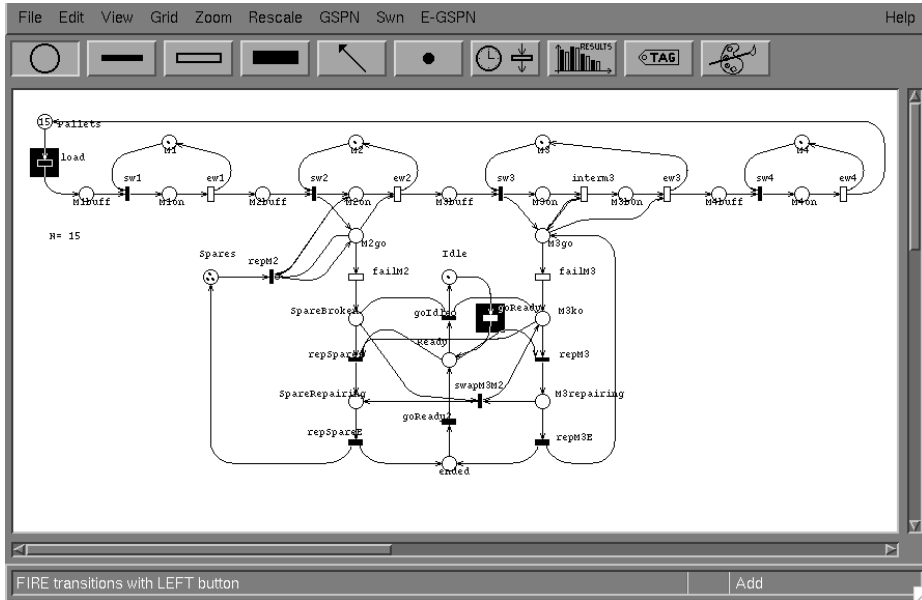 File Edit View Grid Zoom Rescale GSPN Swn E-GSPN Help
RESULTS TAG
15 Pallets
M1 M2 M3 M4
load
sw1 ew1 sw2 ew2 sw3 interm3 ew3 sw4 ew4
M1buff M1on M2buff M2on M3buff M3on M3bOn M4buff M4on
N= 15
M2go M3go
Spares repM2 Idle
failM2 failM3
SpareBroken goIdle goReady M3ko
Ready
repSpare repM3
swapM3M2
SpareRepairing M3repairing
goReady2
repSpareE repM3E
ended
FIRE transitions with LEFT button Add